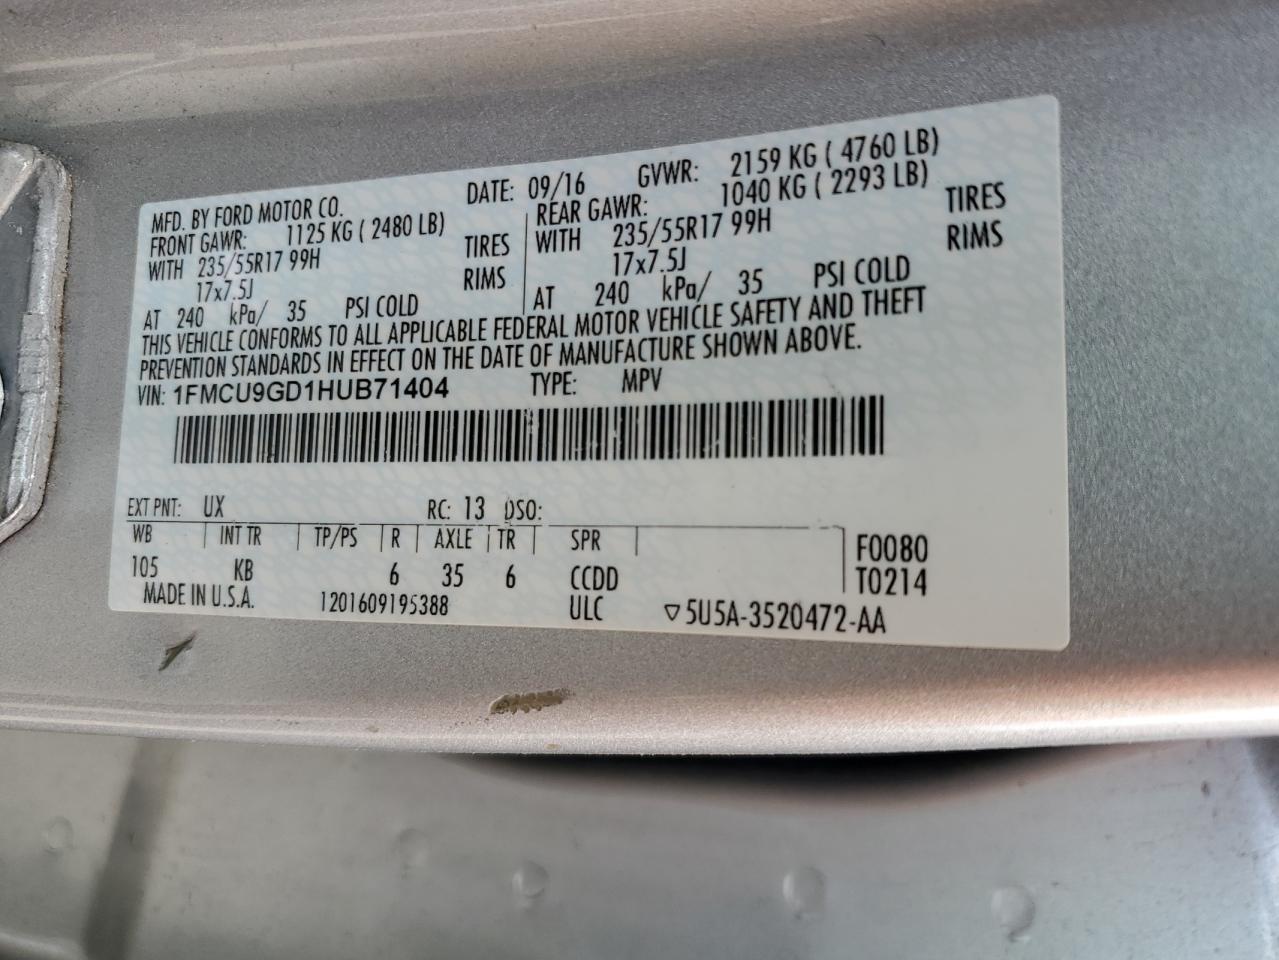 MFD. BY FORD MOTOR CO. DATE: 09/16 GVWR: 2159 KG ( 4760 LB)
FRONT GAWR: 1125 KG ( 2480 LB) REAR GAWR: 1040 KG ( 2293 LB)
WITH 235/55R17 99H TIRES WITH 235/55R17 99H TIRES
17x7.5J RIMS 17x7.5J RIMS
AT 240 kPa/ 35 PSI COLD AT 240 kPa/ 35 PSI COLD
THIS VEHICLE CONFORMS TO ALL APPLICABLE FEDERAL MOTOR VEHICLE SAFETY AND THEFT
PREVENTION STANDARDS IN EFFECT ON THE DATE OF MANUFACTURE SHOWN ABOVE.
VIN: 1FMCU9GD1HUB71404 TYPE: MPV
EXT PNT: UX RC: 13 DSO:
WB INT TR TP/PS R AXLE TR SPR F0080
105 KB 6 35 6 CCDD T0214
MADE IN U.S.A. 1201609195388 ULC ▽5U5A-3520472-AA